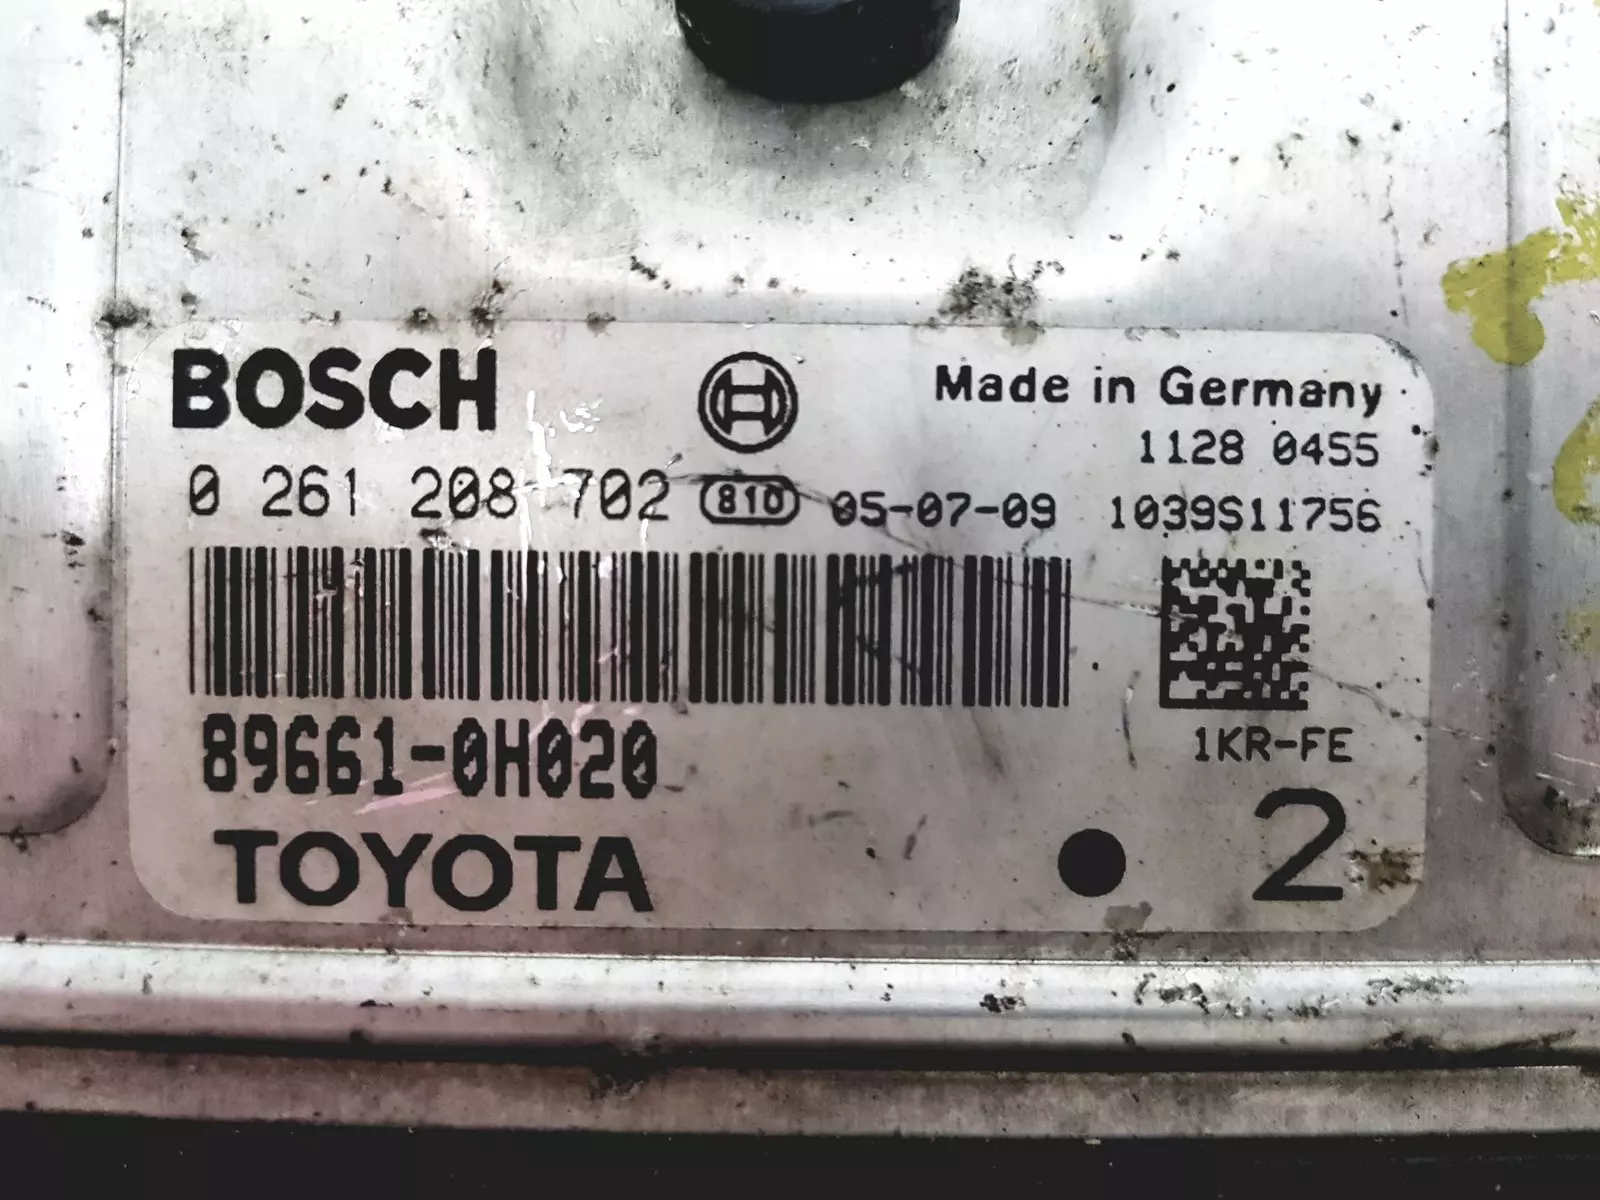 BOSCH
Made in Germany
1128 0455
0 261 208 702 810 05-07-09 1039S11756
89661-0H020
1KR-FE
TOYOTA
2